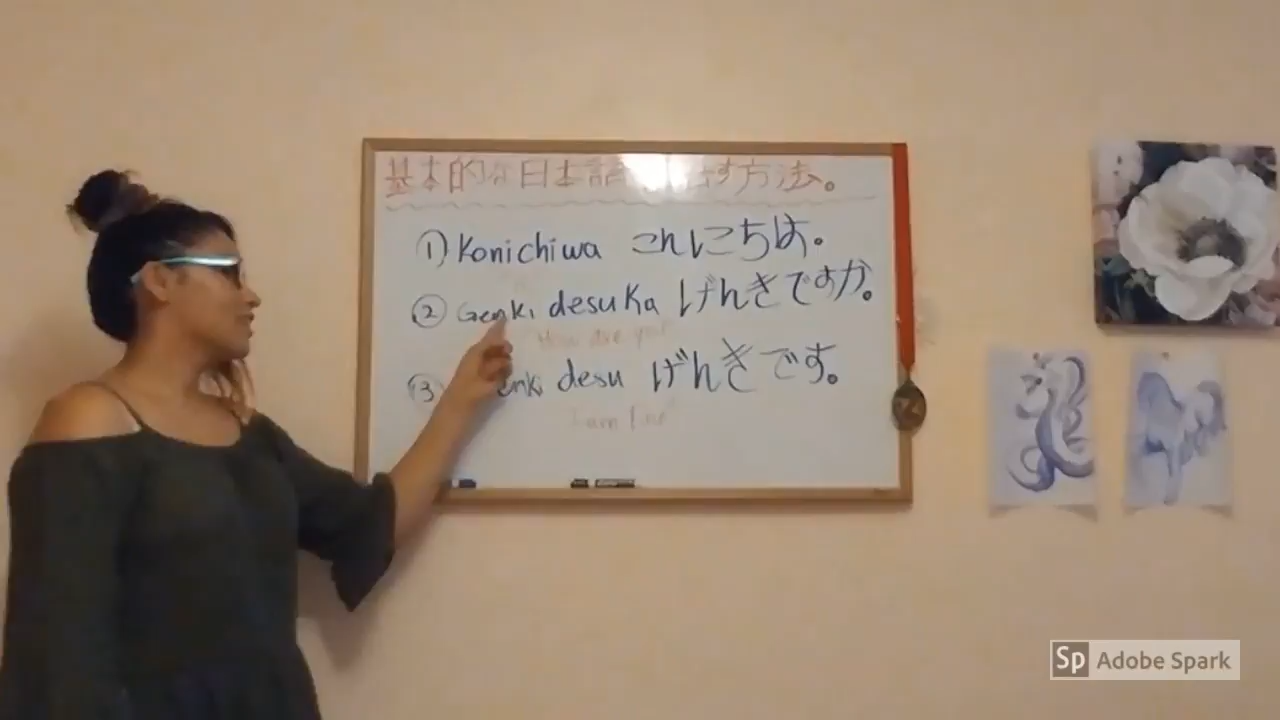 基本的な日本語 話す方法。
① Konichiwa こんにちは。
② Genki desuka げんきですか。
"How are you"
③ enki desu げんきです。
"I am fine"
Sp Adobe Spark